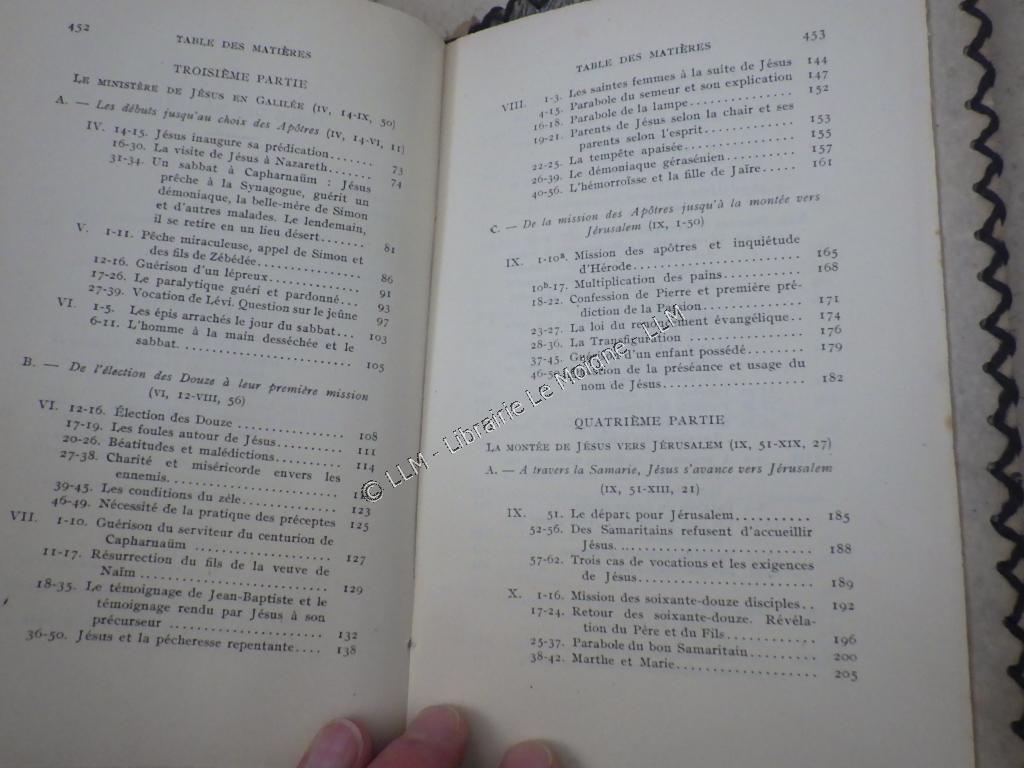 452
TABLE DES MATIÈRES
TROISIÈME PARTIE
LE MINISTÈRE DE JÉSUS EN GALILÉE (IV, 14-IX, 50)
A. — Les débuts jusqu'au choix des Apôtres (IV, 14-VI, 11)
IV. 14-15. Jésus inaugure sa prédication....... 73
16-30. La visite de Jésus à Nazareth....... 74
31-34. Un sabbat à Capharnaüm : Jésus
prêche à la Synagogue, guérit un
démoniaque, la belle-mère de Simon
et d'autres malades. Le lendemain,
il se retire en un lieu désert....... 81
V. 1-11. Pêche miraculeuse, appel de Simon et
des fils de Zébédée............... 86
12-16. Guérison d'un lépreux............. 91
17-26. Le paralytique guéri et pardonné... 93
27-39. Vocation de Lévi. Question sur le jeûne 97
VI. 1-5. Les épis arrachés le jour du sabbat... 103
6-11. L'homme à la main desséchée et le
sabbat. ......................... 105
B. — De l'élection des Douze à leur première mission
(VI, 12-VIII, 56)
VI. 12-16. Élection des Douze ................ 108
17-19. Les foules autour de Jésus.......... 111
20-26. Béatitudes et malédictions.......... 114
27-38. Charité et miséricorde envers les
ennemis.........................
39-45. Les conditions du zèle.............. 123
46-49. Nécessité de la pratique des préceptes 125
VII. 1-10. Guérison du serviteur du centurion de
Capharnaüm .................... 127
11-17. Résurrection du fils de la veuve de
Naïm ........................... 129
18-35. Le témoignage de Jean-Baptiste et le
témoignage rendu par Jésus à son
précurseur ...................... 132
36-50. Jésus et la pécheresse repentante.... 138
TABLE DES MATIÈRES
453
VIII. 1-3. Les saintes femmes à la suite de Jésus 144
4-15. Parabole du semeur et son explication 147
16-18. Parabole de la lampe............... 152
19-21. Parents de Jésus selon la chair et ses
parents selon l'esprit............. 153
22-25. La tempête apaisée................ 155
26-39. Le démoniaque gérasénien.......... 157
40-56. L'hémorroïsse et la fille de Jaïre..... 161
C. — De la mission des Apôtres jusqu'à la montée vers
Jérusalem (IX, 1-50)
IX. 1-10a. Mission des apôtres et inquiétude
d'Hérode........................ 165
10b-17. Multiplication des pains............ 168
18-22. Confession de Pierre et première pré-
diction de la Passion.............. 171
23-27. La loi du renoncement évangélique.. 174
28-36. La Transfiguration ................ 176
37-45. Guérison d'un enfant possédé........ 179
46-50. Question de la préséance et usage du
nom de Jésus.................... 182
QUATRIÈME PARTIE
LA MONTÉE DE JÉSUS VERS JÉRUSALEM (IX, 51-XIX, 27)
A. — A travers la Samarie, Jésus s'avance vers Jérusalem
(IX, 51-XIII, 21)
IX. 51. Le départ pour Jérusalem........... 185
52-56. Des Samaritains refusent d'accueillir
Jésus. .......................... 188
57-62. Trois cas de vocations et les exigences
de Jésus......................... 189
X. 1-16. Mission des soixante-douze disciples.. 192
17-24. Retour des soixante-douze. Révéla-
tion du Père et du Fils............ 196
25-37. Parabole du bon Samaritain......... 200
38-42. Marthe et Marie................... 205
© LLM - Librairie Le Moione LLM